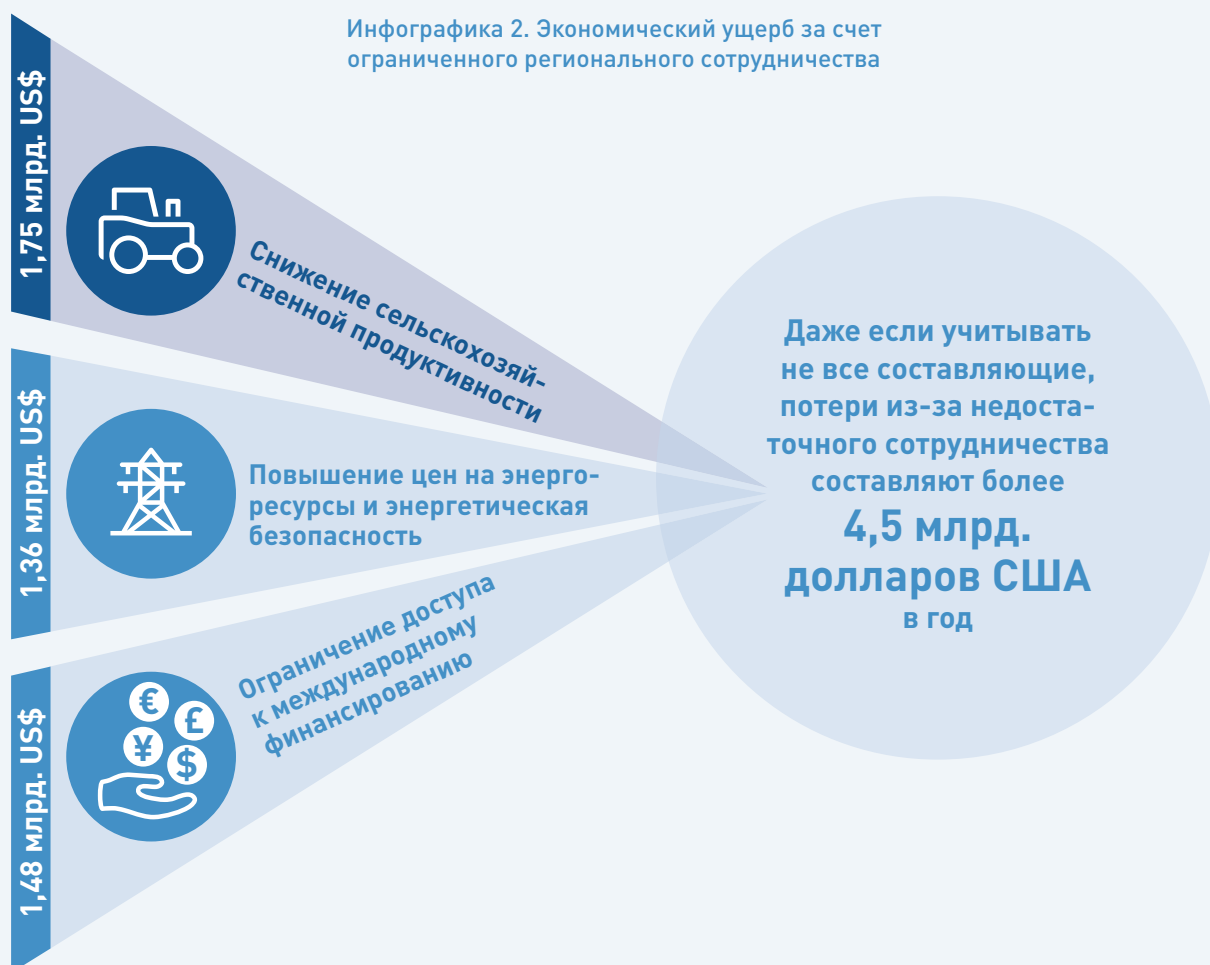 Инфографика 2. Экономический ущерб за счет
ограниченного регионального сотрудничества
1,75 млрд. US$
Снижение сельскохозяй-
ственной продуктивности
1,36 млрд. US$
Повышение цен на энерго-
ресурсы и энергетическая
безопасность
1,48 млрд. US$
€
£
¥
$
Ограничение доступа
к международному
финансированию
Даже если учитывать
не все составляющие,
потери из-за недоста-
точного сотрудничества
составляют более
4,5 млрд.
долларов США
в год